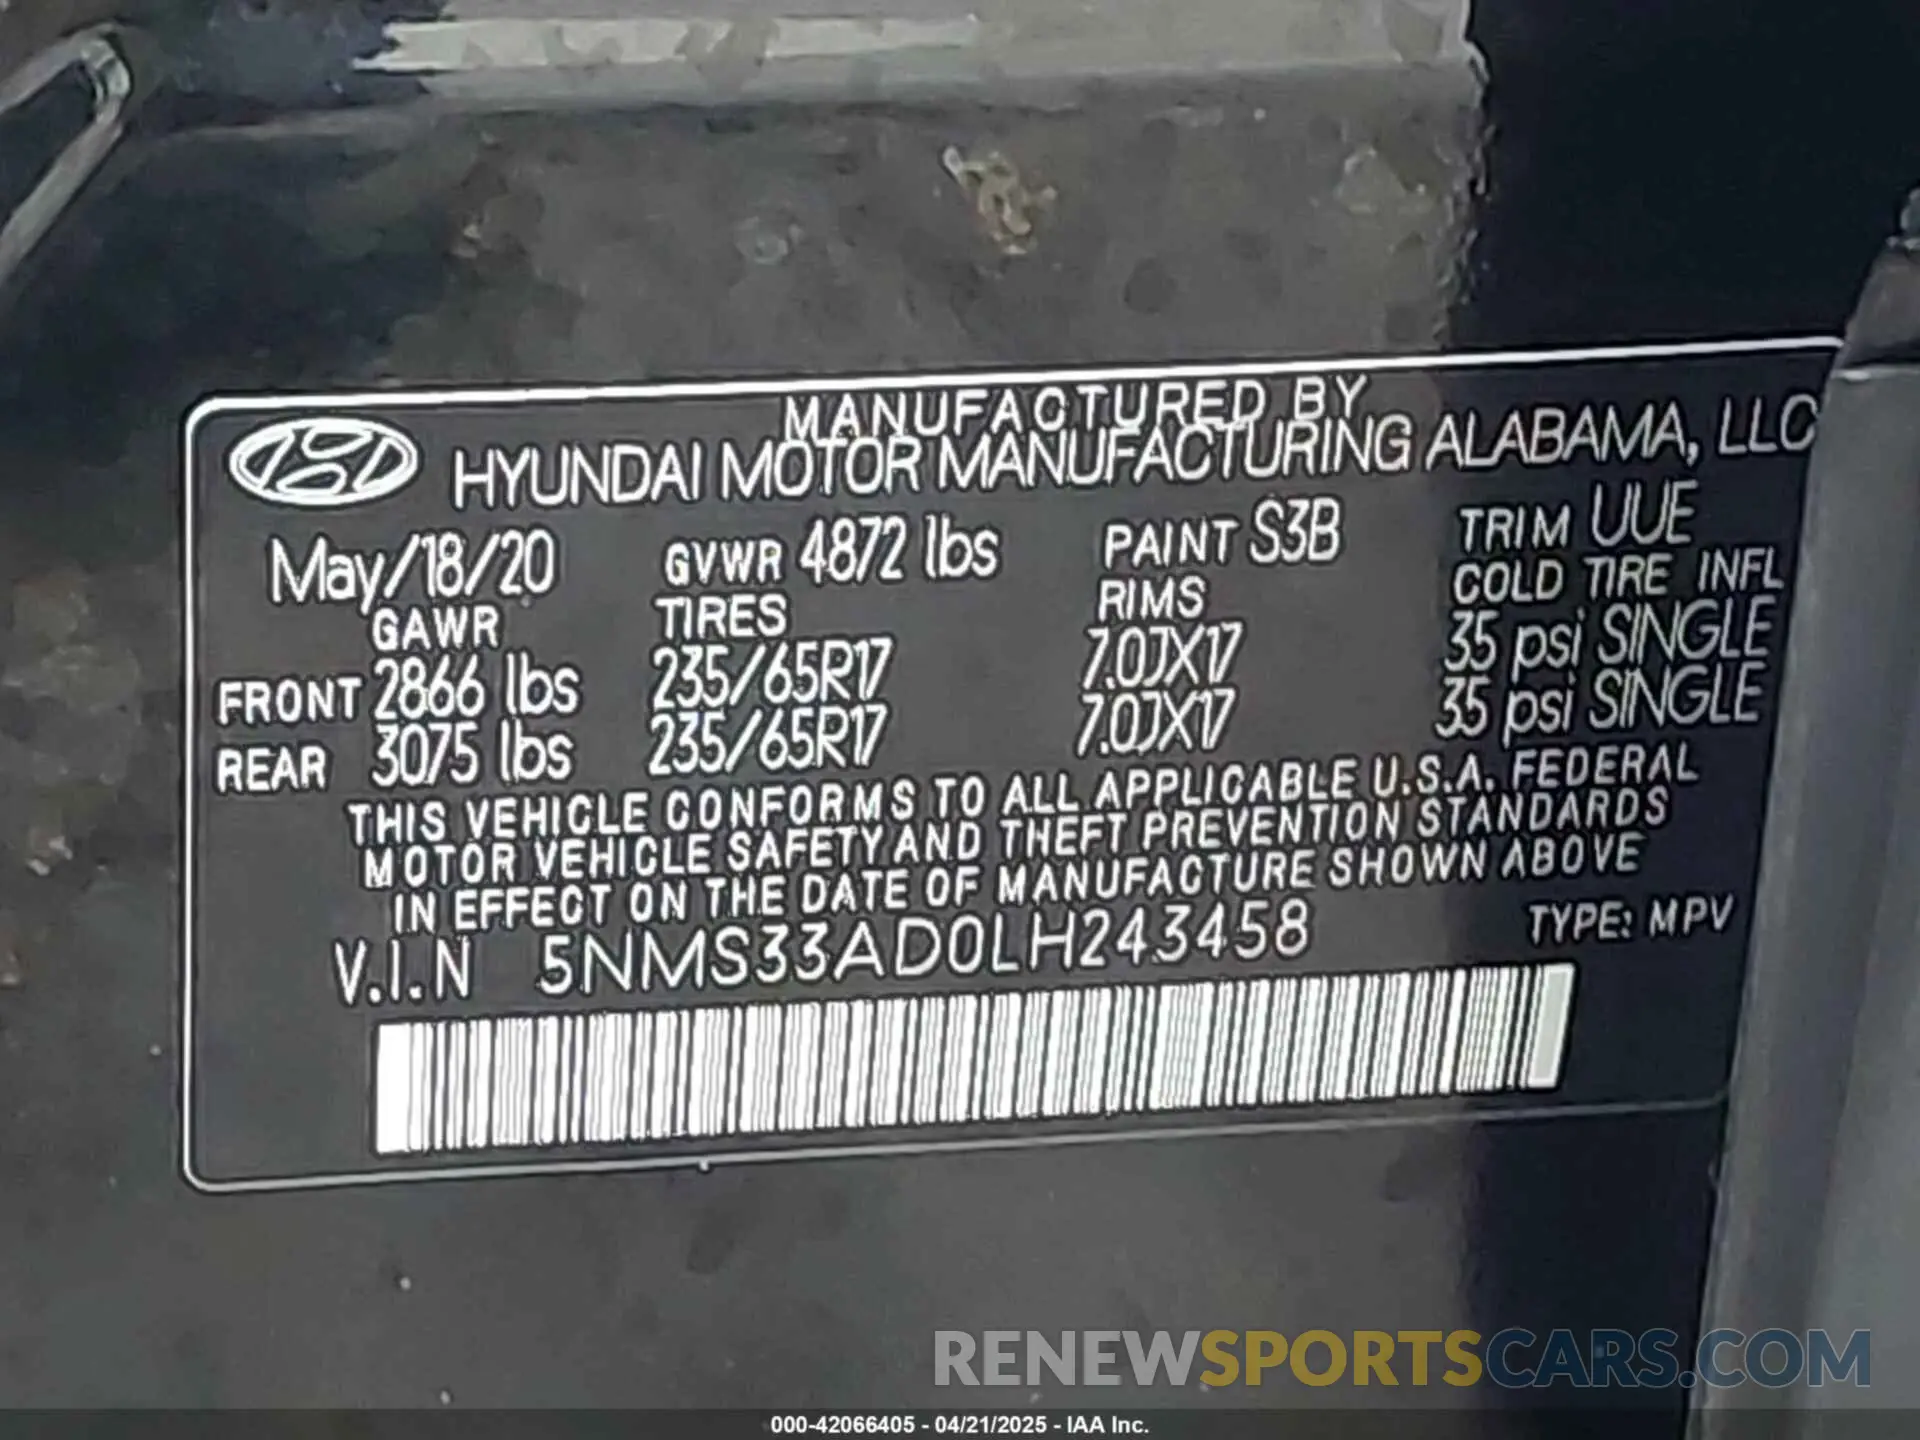 MANUFACTURED BY
HYUNDAI MOTOR MANUFACTURING ALABAMA, LLC
May/18/20 GVWR 4872 lbs PAINT S3B TRIM UUE
GAWR TIRES RIMS COLD TIRE INFL
FRONT 2866 lbs 235/65R17 7.0JX17 35 psi SINGLE
REAR 3075 lbs 235/65R17 7.0JX17 35 psi SINGLE
THIS VEHICLE CONFORMS TO ALL APPLICABLE U.S.A. FEDERAL
MOTOR VEHICLE SAFETY AND THEFT PREVENTION STANDARDS
IN EFFECT ON THE DATE OF MANUFACTURE SHOWN ABOVE
V.I.N 5NMS33AD0LH243458 TYPE: MPV
RENEWSPORTSCARS.COM
000-42066405 - 04/21/2025 - IAA Inc.